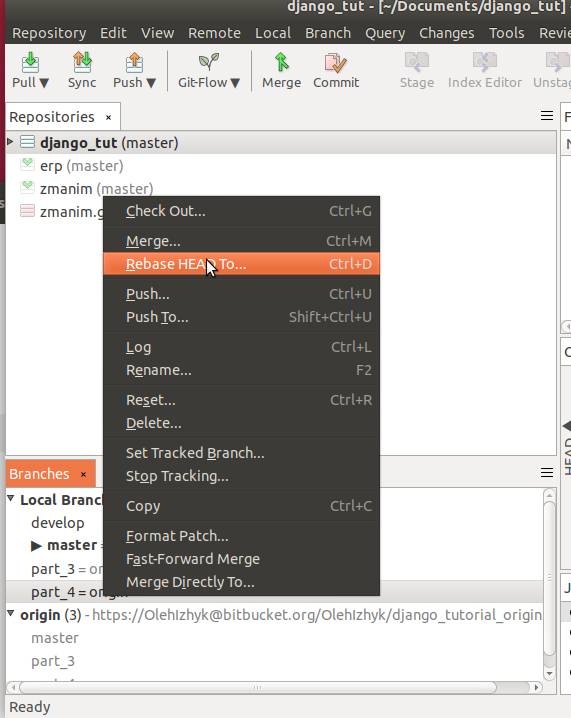 django_tut - [~/Documents/django_tut]
Repository Edit View Remote Local Branch Query Changes Tools
Pull ▼ Sync Push ▼ Git-Flow ▼ Merge Commit Stage Index Editor
Repositories ×
django_tut (master)
erp (master)
zmanim (master)
zmanim.g
Check Out... Ctrl+G
Merge... Ctrl+M
Rebase HEAD To... Ctrl+D
Push... Ctrl+U
Push To... Shift+Ctrl+U
Log Ctrl+L
Rename... F2
Reset... Ctrl+R
Delete...
Set Tracked Branch...
Stop Tracking...
Copy Ctrl+C
Format Patch...
Fast-Forward Merge
Merge Directly To...
HEAD
Branches ×
Local Branch
develop
▶ master =
part_3 = or
part_4 = origin
origin (3) - https://OlehIzhyk@bitbucket.org/OlehIzhyk/django_tutorial_origin
master
part_3
Ready